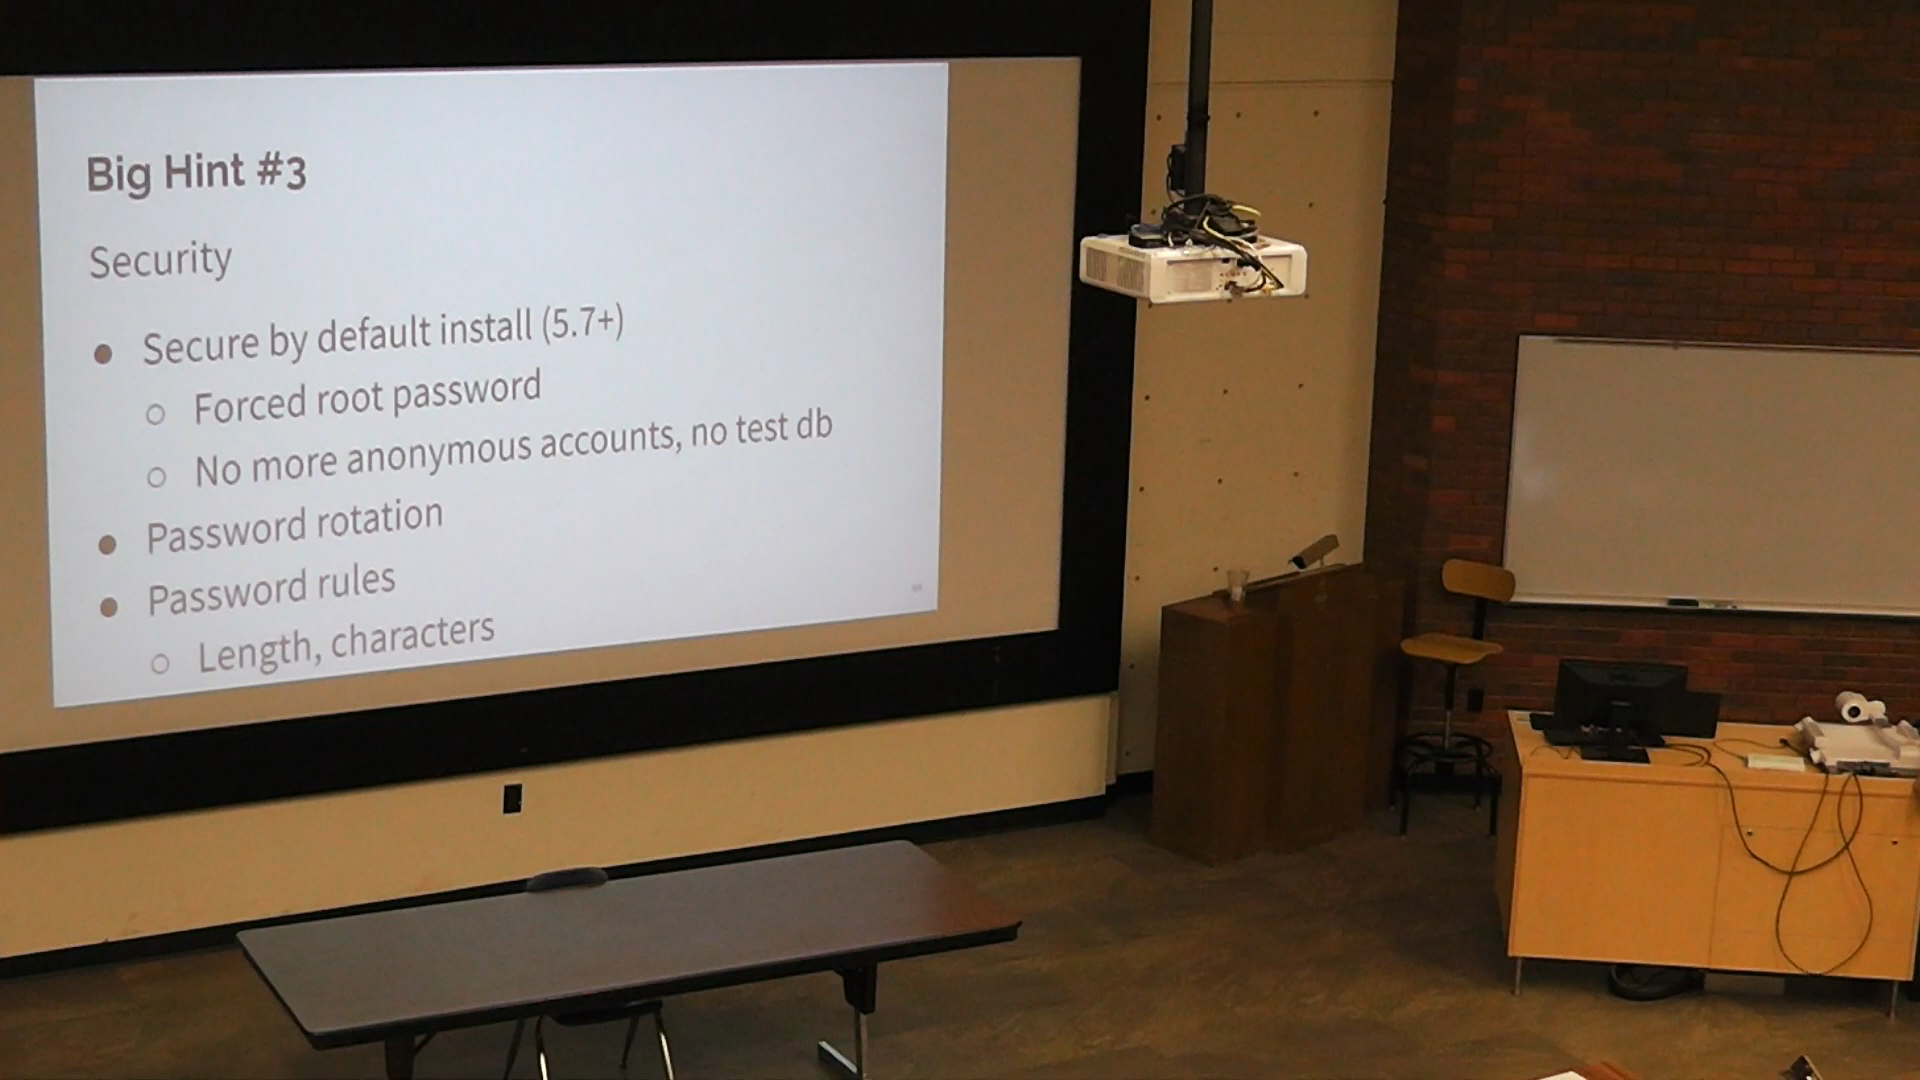 Big Hint #3
Security
● Secure by default install (5.7+)
○ Forced root password
○ No more anonymous accounts, no test db
● Password rotation
● Password rules
○ Length, characters